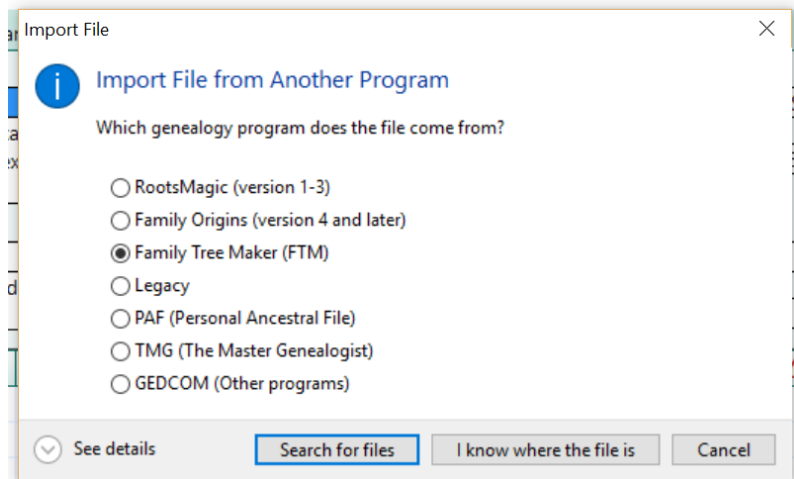 Import File
Import File from Another Program
Which genealogy program does the file come from?
RootsMagic (version 1-3)
Family Origins (version 4 and later)
Family Tree Maker (FTM)
Legacy
PAF (Personal Ancestral File)
TMG (The Master Genealogist)
GEDCOM (Other programs)
See details
Search for files
I know where the file is
Cancel